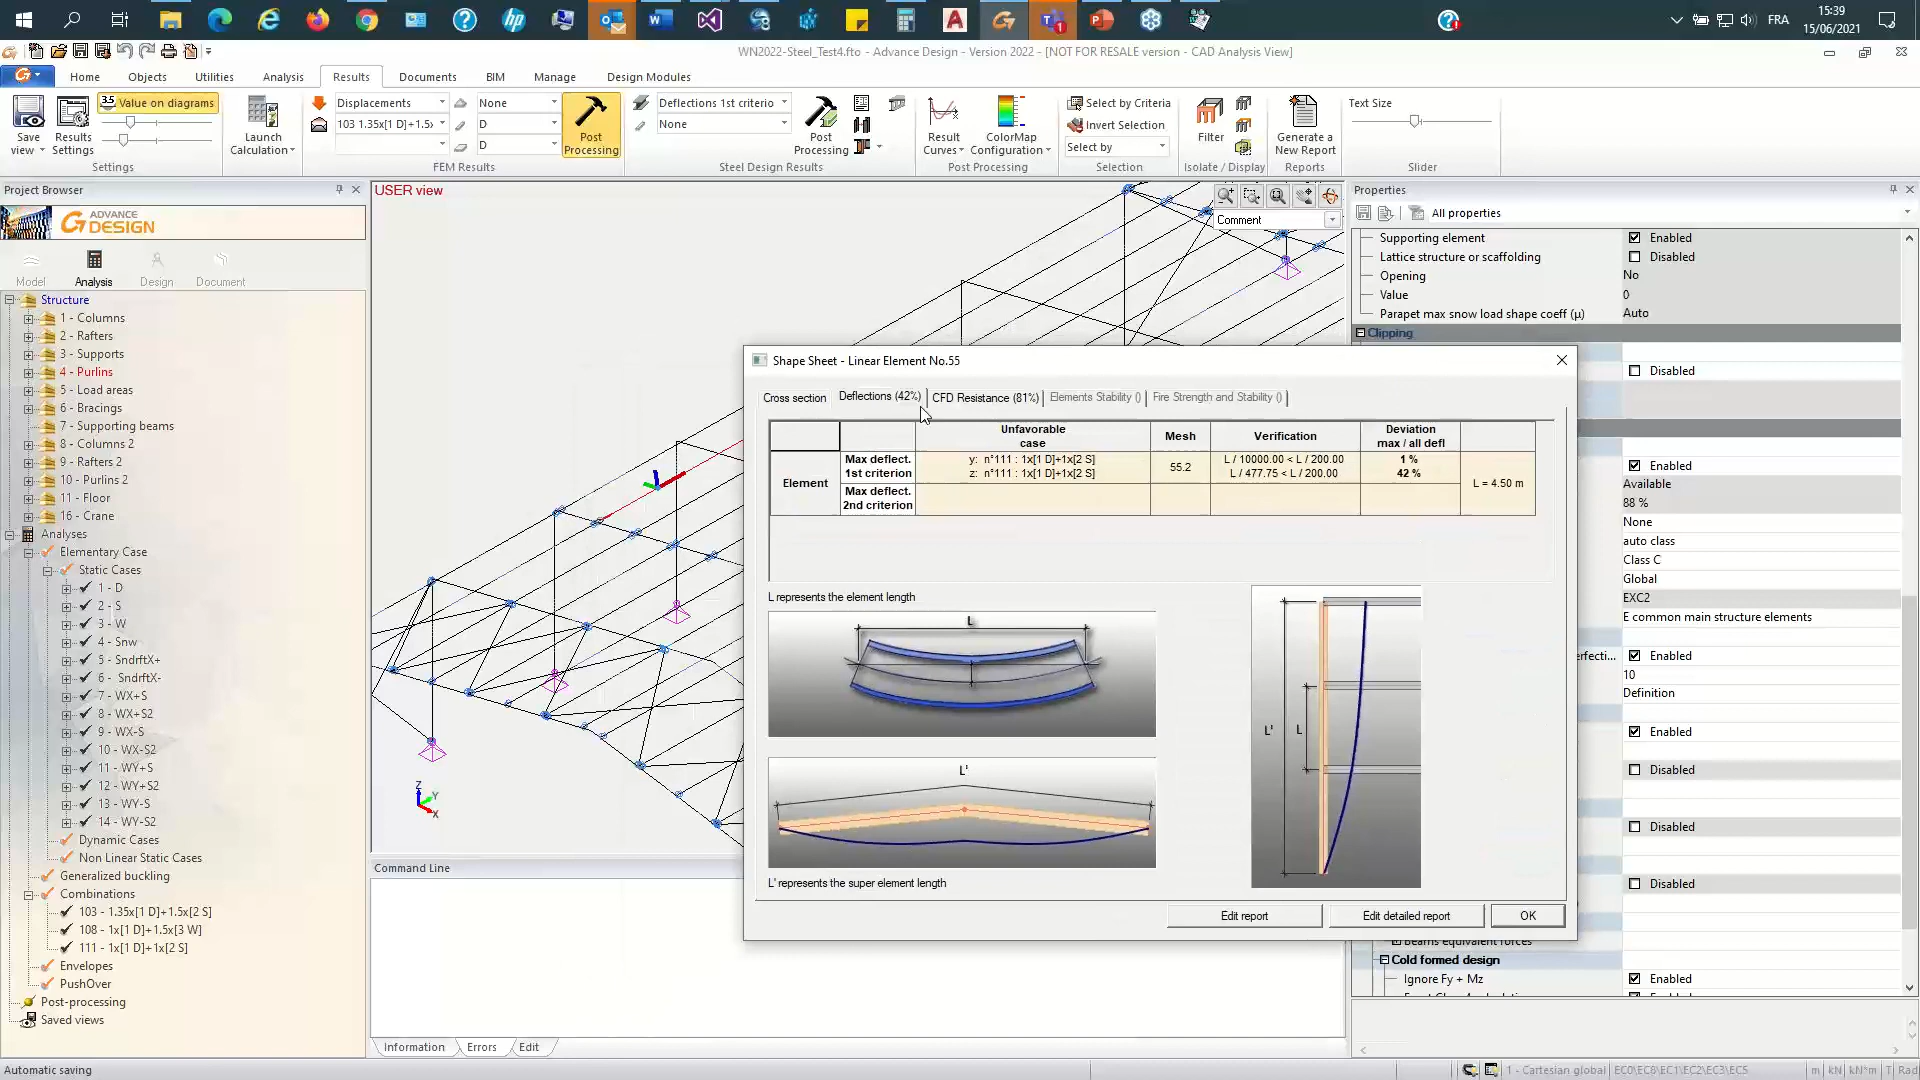 15:39
FRA
15/06/2021
WN2022-Steel_Test4.fto - Advance Design - Version 2022 - [NOT FOR RESALE version - CAD Analysis View]
Home Objects Utilities Analysis Results Documents BIM Manage Design Modules
3.5 Value on diagrams Displacements None Deflections 1st criterio Select by Criteria Text Size
103 1.35x[1 D]+1.5x D None Invert Selection
Save view Results Settings Launch Calculation D Post Processing Post Processing Result Curves ColorMap Configuration Select by Filter Generate a New Report
Settings FEM Results Steel Design Results Post Processing Selection Isolate / Display Reports Slider
Project Browser
ADVANCE
DESIGN
Model Analysis Design Document
Structure
1 - Columns
2 - Rafters
3 - Supports
4 - Purlins
5 - Load areas
6 - Bracings
7 - Supporting beams
8 - Columns 2
9 - Rafters 2
10 - Purlins 2
11 - Floor
16 - Crane
Analyses
Elementary Case
Static Cases
1 - D
2 - S
3 - W
4 - Snw
5 - SndrftX+
6 - SndrftX-
7 - WX+S
8 - WX+S2
9 - WX-S
10 - WX-S2
11 - WY+S
12 - WY+S2
13 - WY-S
14 - WY-S2
Dynamic Cases
Non Linear Static Cases
Generalized buckling
Combinations
103 - 1.35x[1 D]+1.5x[2 S]
108 - 1x[1 D]+1.5x[3 W]
111 - 1x[1 D]+1x[2 S]
Envelopes
PushOver
Post-processing
Saved views
USER view
Comment
Z
Y
X
Shape Sheet - Linear Element No.55
Cross section Deflections (42%) CFD Resistance (81%) Elements Stability () Fire Strength and Stability ()
Unfavorable case Mesh Verification Deviation max / all defl
Element
Max deflect. 1st criterion
y: n°111 : 1x[1 D]+1x[2 S]
z: n°111 : 1x[1 D]+1x[2 S]
55.2
L / 10000.00 < L / 200.00
L / 477.75 < L / 200.00
1 %
42 %
L = 4.50 m
Max deflect. 2nd criterion
L represents the element length
L
L'
L' L
L' represents the super element length
Edit report Edit detailed report OK
Command Line
Information Errors Edit
Properties
All properties
Supporting element Enabled
Lattice structure or scaffolding Disabled
Opening No
Value 0
Parapet max snow load shape coeff (μ) Auto
Clipping
Disabled
Enabled
Available
88 %
None
auto class
Class C
Global
EXC2
E common main structure elements
erfecti... Enabled
10
Definition
Enabled
Disabled
Disabled
Disabled
Beams equivalent forces
Cold formed design
Ignore Fy + Mz Enabled
Automatic saving
1 - Cartesian global EC0\EC8\EC1\EC2\EC3\EC5 m kN kN*m T Rad